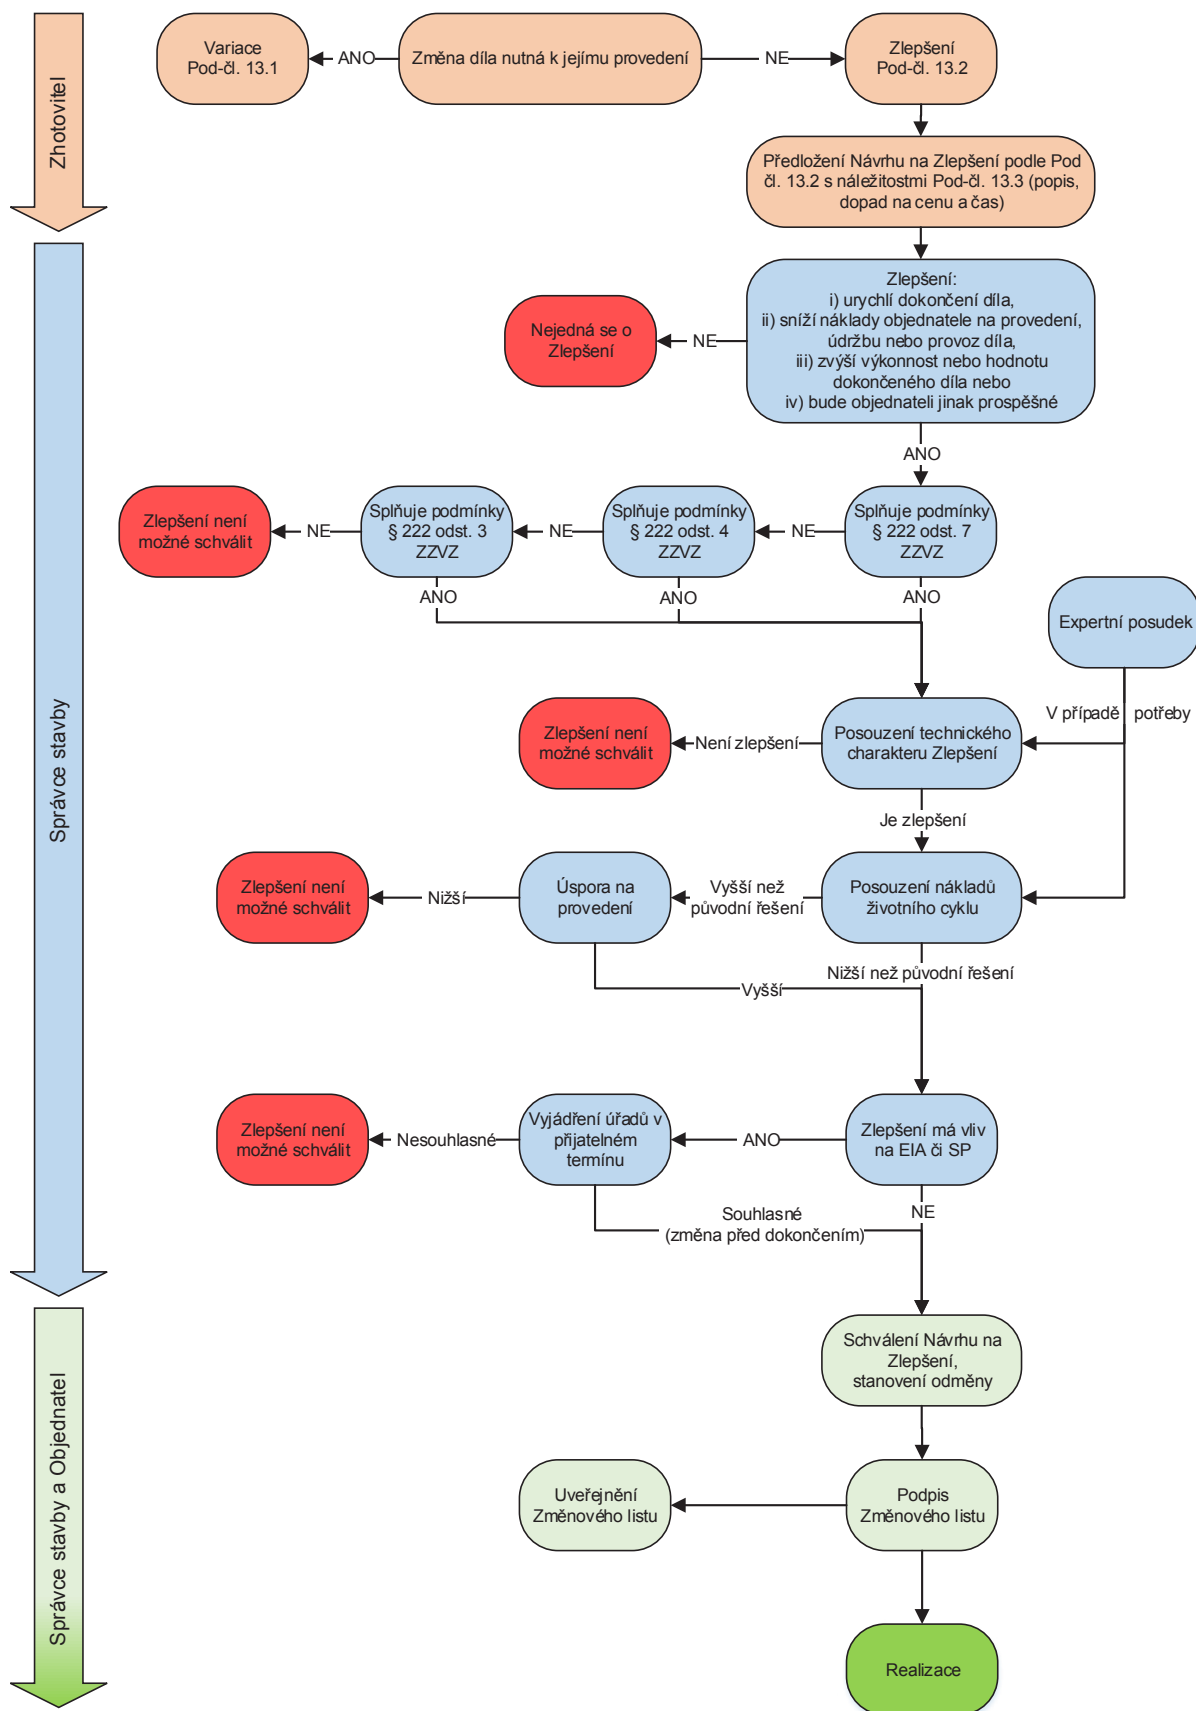 Zhotovitel
Variace
Pod-čl. 13.1
ANO
Změna díla nutná k jejímu provedení
NE
Zlepšení
Pod-čl. 13.2
Předložení Návrhu na Zlepšení podle Pod
čl. 13.2 s náležitostmi Pod-čl. 13.3 (popis,
dopad na cenu a čas)
Správce stavby
Zlepšení:
i) urychlí dokončení díla,
ii) sníží náklady objednatele na provedení,
údržbu nebo provoz díla,
iii) zvýší výkonnost nebo hodnotu
dokončeného díla nebo
iv) bude objednateli jinak prospěšné
NE
Nejedná se o
Zlepšení
ANO
Zlepšení není
možné schválit
NE
Splňuje podmínky
§ 222 odst. 3
ZZVZ
NE
Splňuje podmínky
§ 222 odst. 4
ZZVZ
NE
Splňuje podmínky
§ 222 odst. 7
ZZVZ
ANO
ANO
ANO
Expertní posudek
V případě potřeby
Zlepšení není
možné schválit
Není zlepšení
Posouzení technického
charakteru Zlepšení
Je zlepšení
Zlepšení není
možné schválit
Nižší
Úspora na
provedení
Vyšší než
původní řešení
Posouzení nákladů
životního cyklu
Nižší než původní řešení
Vyšší
Zlepšení není
možné schválit
Nesouhlasné
Vyjádření úřadů v
přijatelném
termínu
ANO
Zlepšení má vliv
na EIA či SP
NE
Souhlasné
(změna před dokončením)
Správce stavby a Objednatel
Schválení Návrhu na
Zlepšení,
stanovení odměny
Uveřejnění
Změnového listu
Podpis
Změnového listu
Realizace